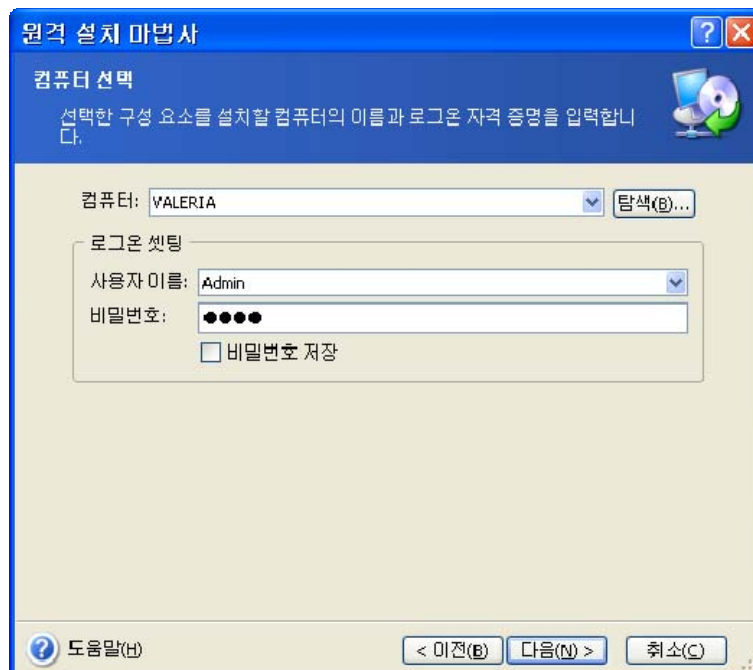 원격 설치 마법사
컴퓨터 선택
선택한 구성 요소를 설치할 컴퓨터의 이름과 로그온 자격 증명을 입력합니
다.
컴퓨터: VALERIA 탐색(B)...
로그온 셋팅
사용자 이름: Admin
비밀번호: ●●●●
비밀번호 저장
도움말(H) < 이전(B) 다음(N) > 취소(C)